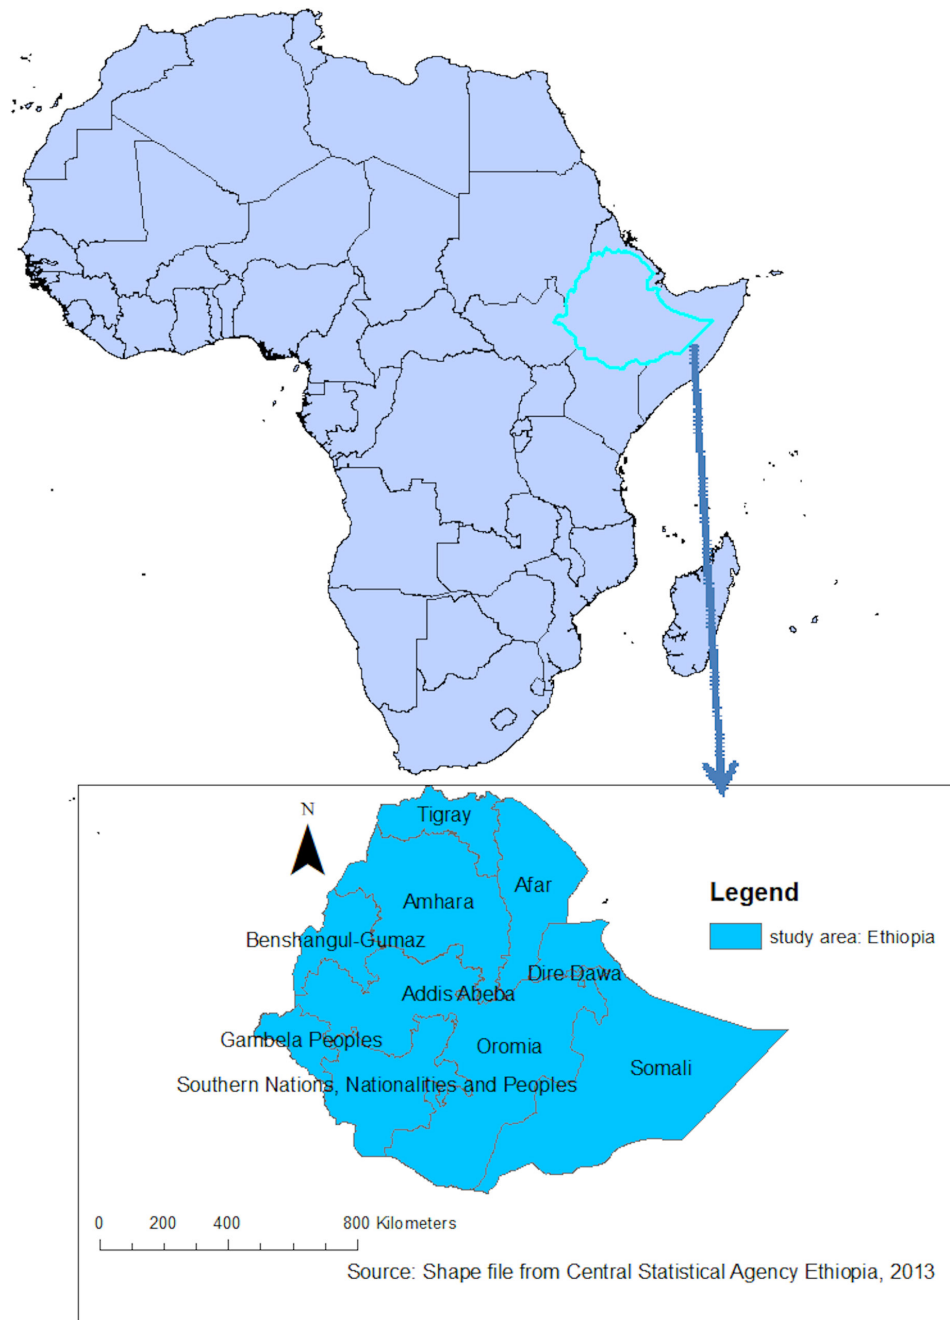 N
Tigray
Afar
Amhara
Legend
study area: Ethiopia
Benshangul-Gumaz
Dire Dawa
Addis Abeba
Gambela Peoples
Oromia
Somali
Southern Nations, Nationalities and Peoples
0 200 400 800 Kilometers
Source: Shape file from Central Statistical Agency Ethiopia, 2013